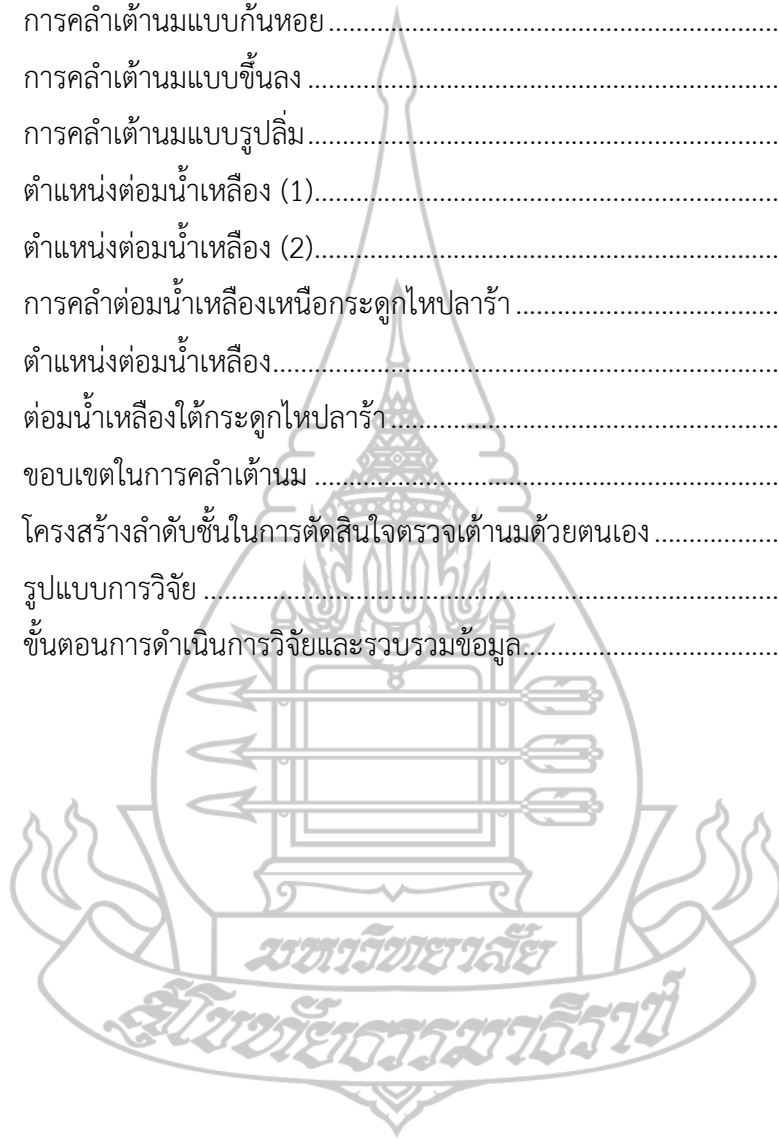 การคลำเต้านมแบบก้นหอย................................................................
การคลำเต้านมแบบขึ้นลง ................................................................
การคลำเต้านมแบบรูปลิ่ม................................................................
ตำแหน่งต่อมน้ำเหลือง (1)................................................................
ตำแหน่งต่อมน้ำเหลือง (2)................................................................
การคลำต่อมน้ำเหลืองเหนือกระดูกไหปลาร้า ........................................
ตำแหน่งต่อมน้ำเหลือง................................................................
ต่อมน้ำเหลืองใต้กระดูกไหปลาร้า................................................
ขอบเขตในการคลำเต้านม ................................................................
โครงสร้างลำดับชั้นในการตัดสินใจตรวจเต้านมด้วยตนเอง ..................
รูปแบบการวิจัย ................................................................
ขั้นตอนการดำเนินการวิจัยและรวบรวมข้อมูล........................................
มหาวิทยาลัย
สุโขทัยธรรมาธิราช